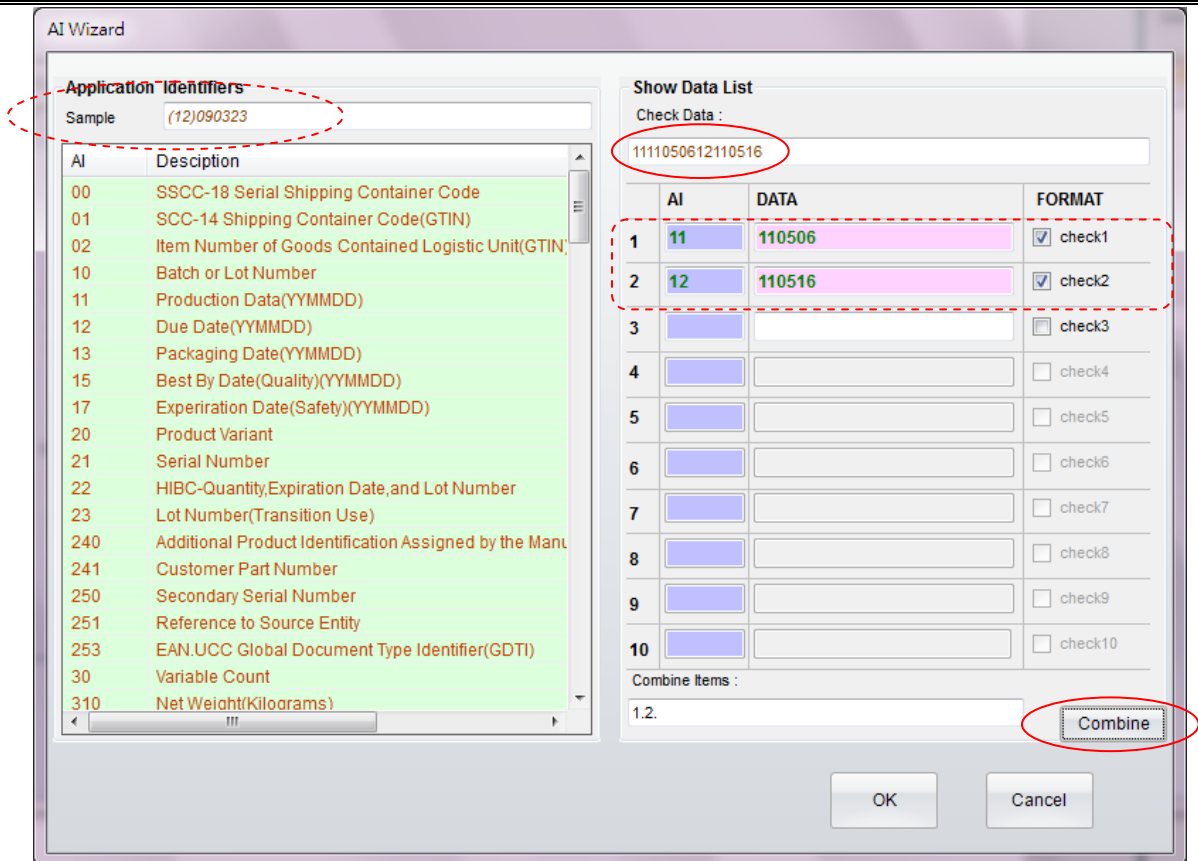 AI Wizard
Application Identifiers
Sample (12)090323
AI Desciption
00 SSCC-18 Serial Shipping Container Code
01 SCC-14 Shipping Container Code(GTIN)
02 Item Number of Goods Contained Logistic Unit(GTIN)
10 Batch or Lot Number
11 Production Data(YYMMDD)
12 Due Date(YYMMDD)
13 Packaging Date(YYMMDD)
15 Best By Date(Quality)(YYMMDD)
17 Experiration Date(Safety)(YYMMDD)
20 Product Variant
21 Serial Number
22 HIBC-Quantity,Expiration Date,and Lot Number
23 Lot Number(Transition Use)
240 Additional Product Identification Assigned by the Manu
241 Customer Part Number
250 Secondary Serial Number
251 Reference to Source Entity
253 EAN.UCC Global Document Type Identifier(GDTI)
30 Variable Count
310 Net Weight(Kilograms)
Show Data List
Check Data :
1111050612110516
AI DATA FORMAT
1 11 110506 check1
2 12 110516 check2
3 check3
4 check4
5 check5
6 check6
7 check7
8 check8
9 check9
10 check10
Combine Items :
1.2. Combine
OK Cancel